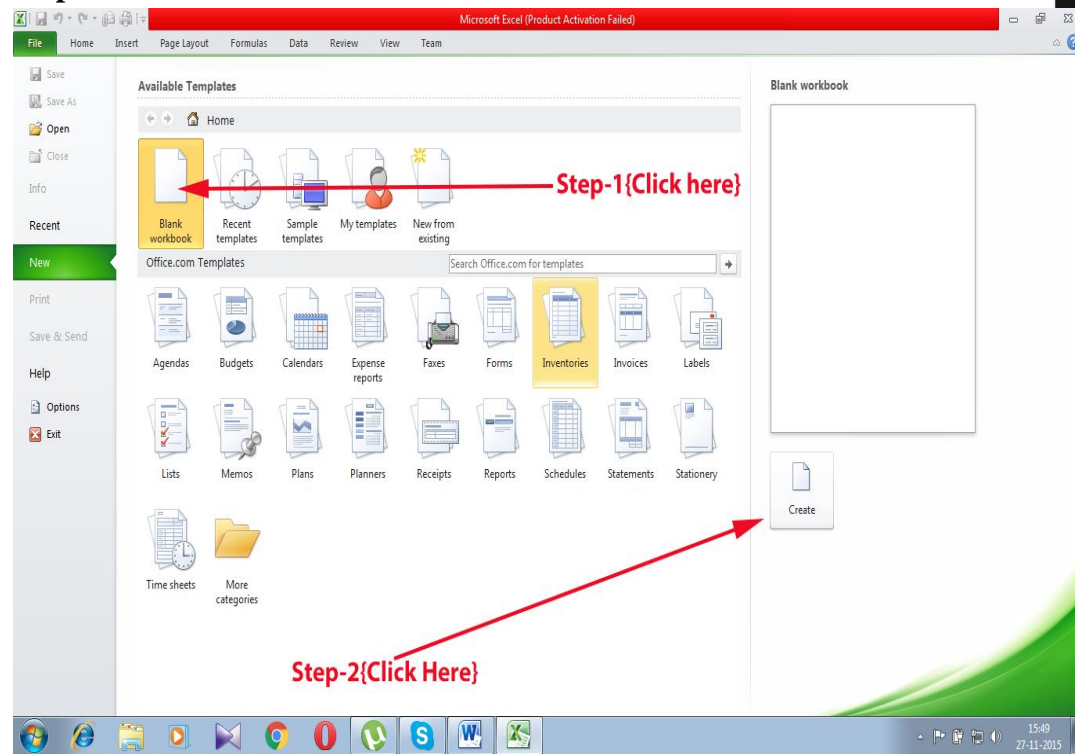 Microsoft Excel (Product Activation Failed)
File Home Insert Page Layout Formulas Data Review View Team
Save
Save As
Open
Close
Info
Recent
New
Print
Save & Send
Help
Options
Exit
Available Templates
Home
Blank workbook
Recent templates
Sample templates
My templates
New from existing
Step-1{Click here}
Office.com Templates
Search Office.com for templates
Agendas
Budgets
Calendars
Expense reports
Faxes
Forms
Inventories
Invoices
Labels
Lists
Memos
Plans
Planners
Receipts
Reports
Schedules
Statements
Stationery
Time sheets
More categories
Step-2{Click Here}
Blank workbook
Create
15:49
27-11-2015